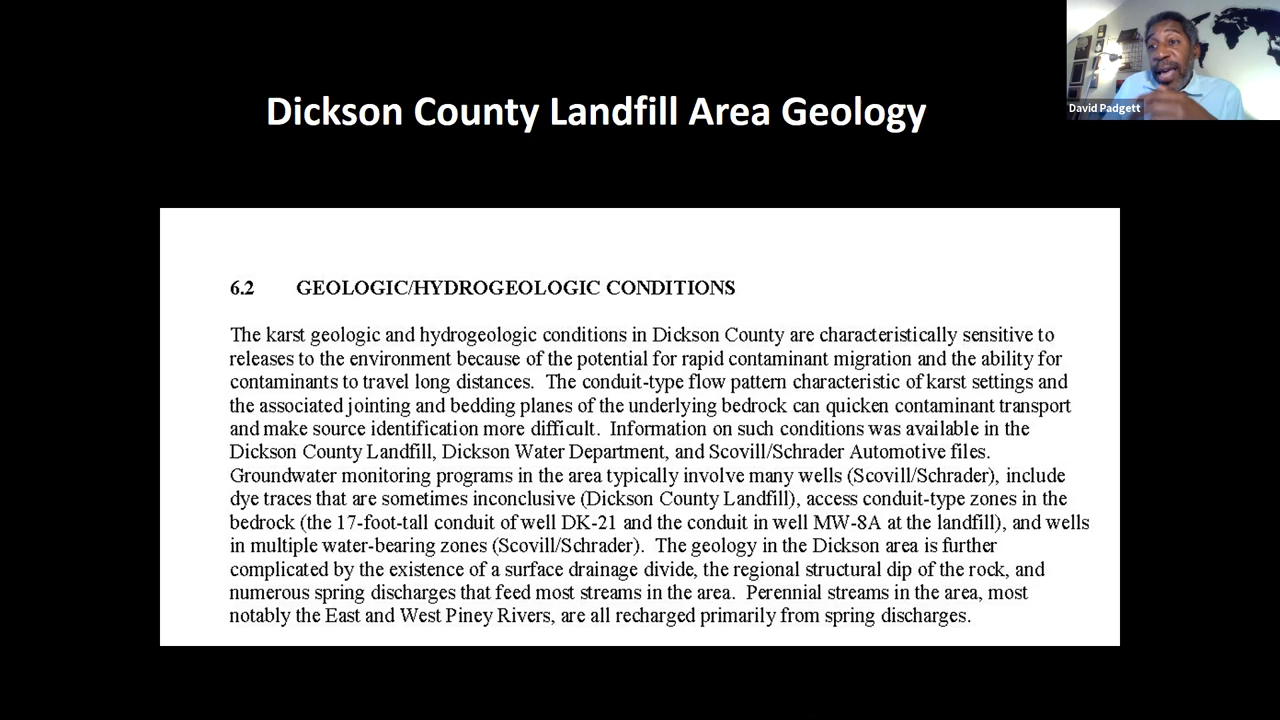 David Padgett
Dickson County Landfill Area Geology
6.2 GEOLOGIC/HYDROGEOLOGIC CONDITIONS
The karst geologic and hydrogeologic conditions in Dickson County are characteristically sensitive to
releases to the environment because of the potential for rapid contaminant migration and the ability for
contaminants to travel long distances. The conduit-type flow pattern characteristic of karst settings and
the associated jointing and bedding planes of the underlying bedrock can quicken contaminant transport
and make source identification more difficult. Information on such conditions was available in the
Dickson County Landfill, Dickson Water Department, and Scovill/Schrader Automotive files.
Groundwater monitoring programs in the area typically involve many wells (Scovill/Schrader), include
dye traces that are sometimes inconclusive (Dickson County Landfill), access conduit-type zones in the
bedrock (the 17-foot-tall conduit of well DK-21 and the conduit in well MW-8A at the landfill), and wells
in multiple water-bearing zones (Scovill/Schrader). The geology in the Dickson area is further
complicated by the existence of a surface drainage divide, the regional structural dip of the rock, and
numerous spring discharges that feed most streams in the area. Perennial streams in the area, most
notably the East and West Piney Rivers, are all recharged primarily from spring discharges.